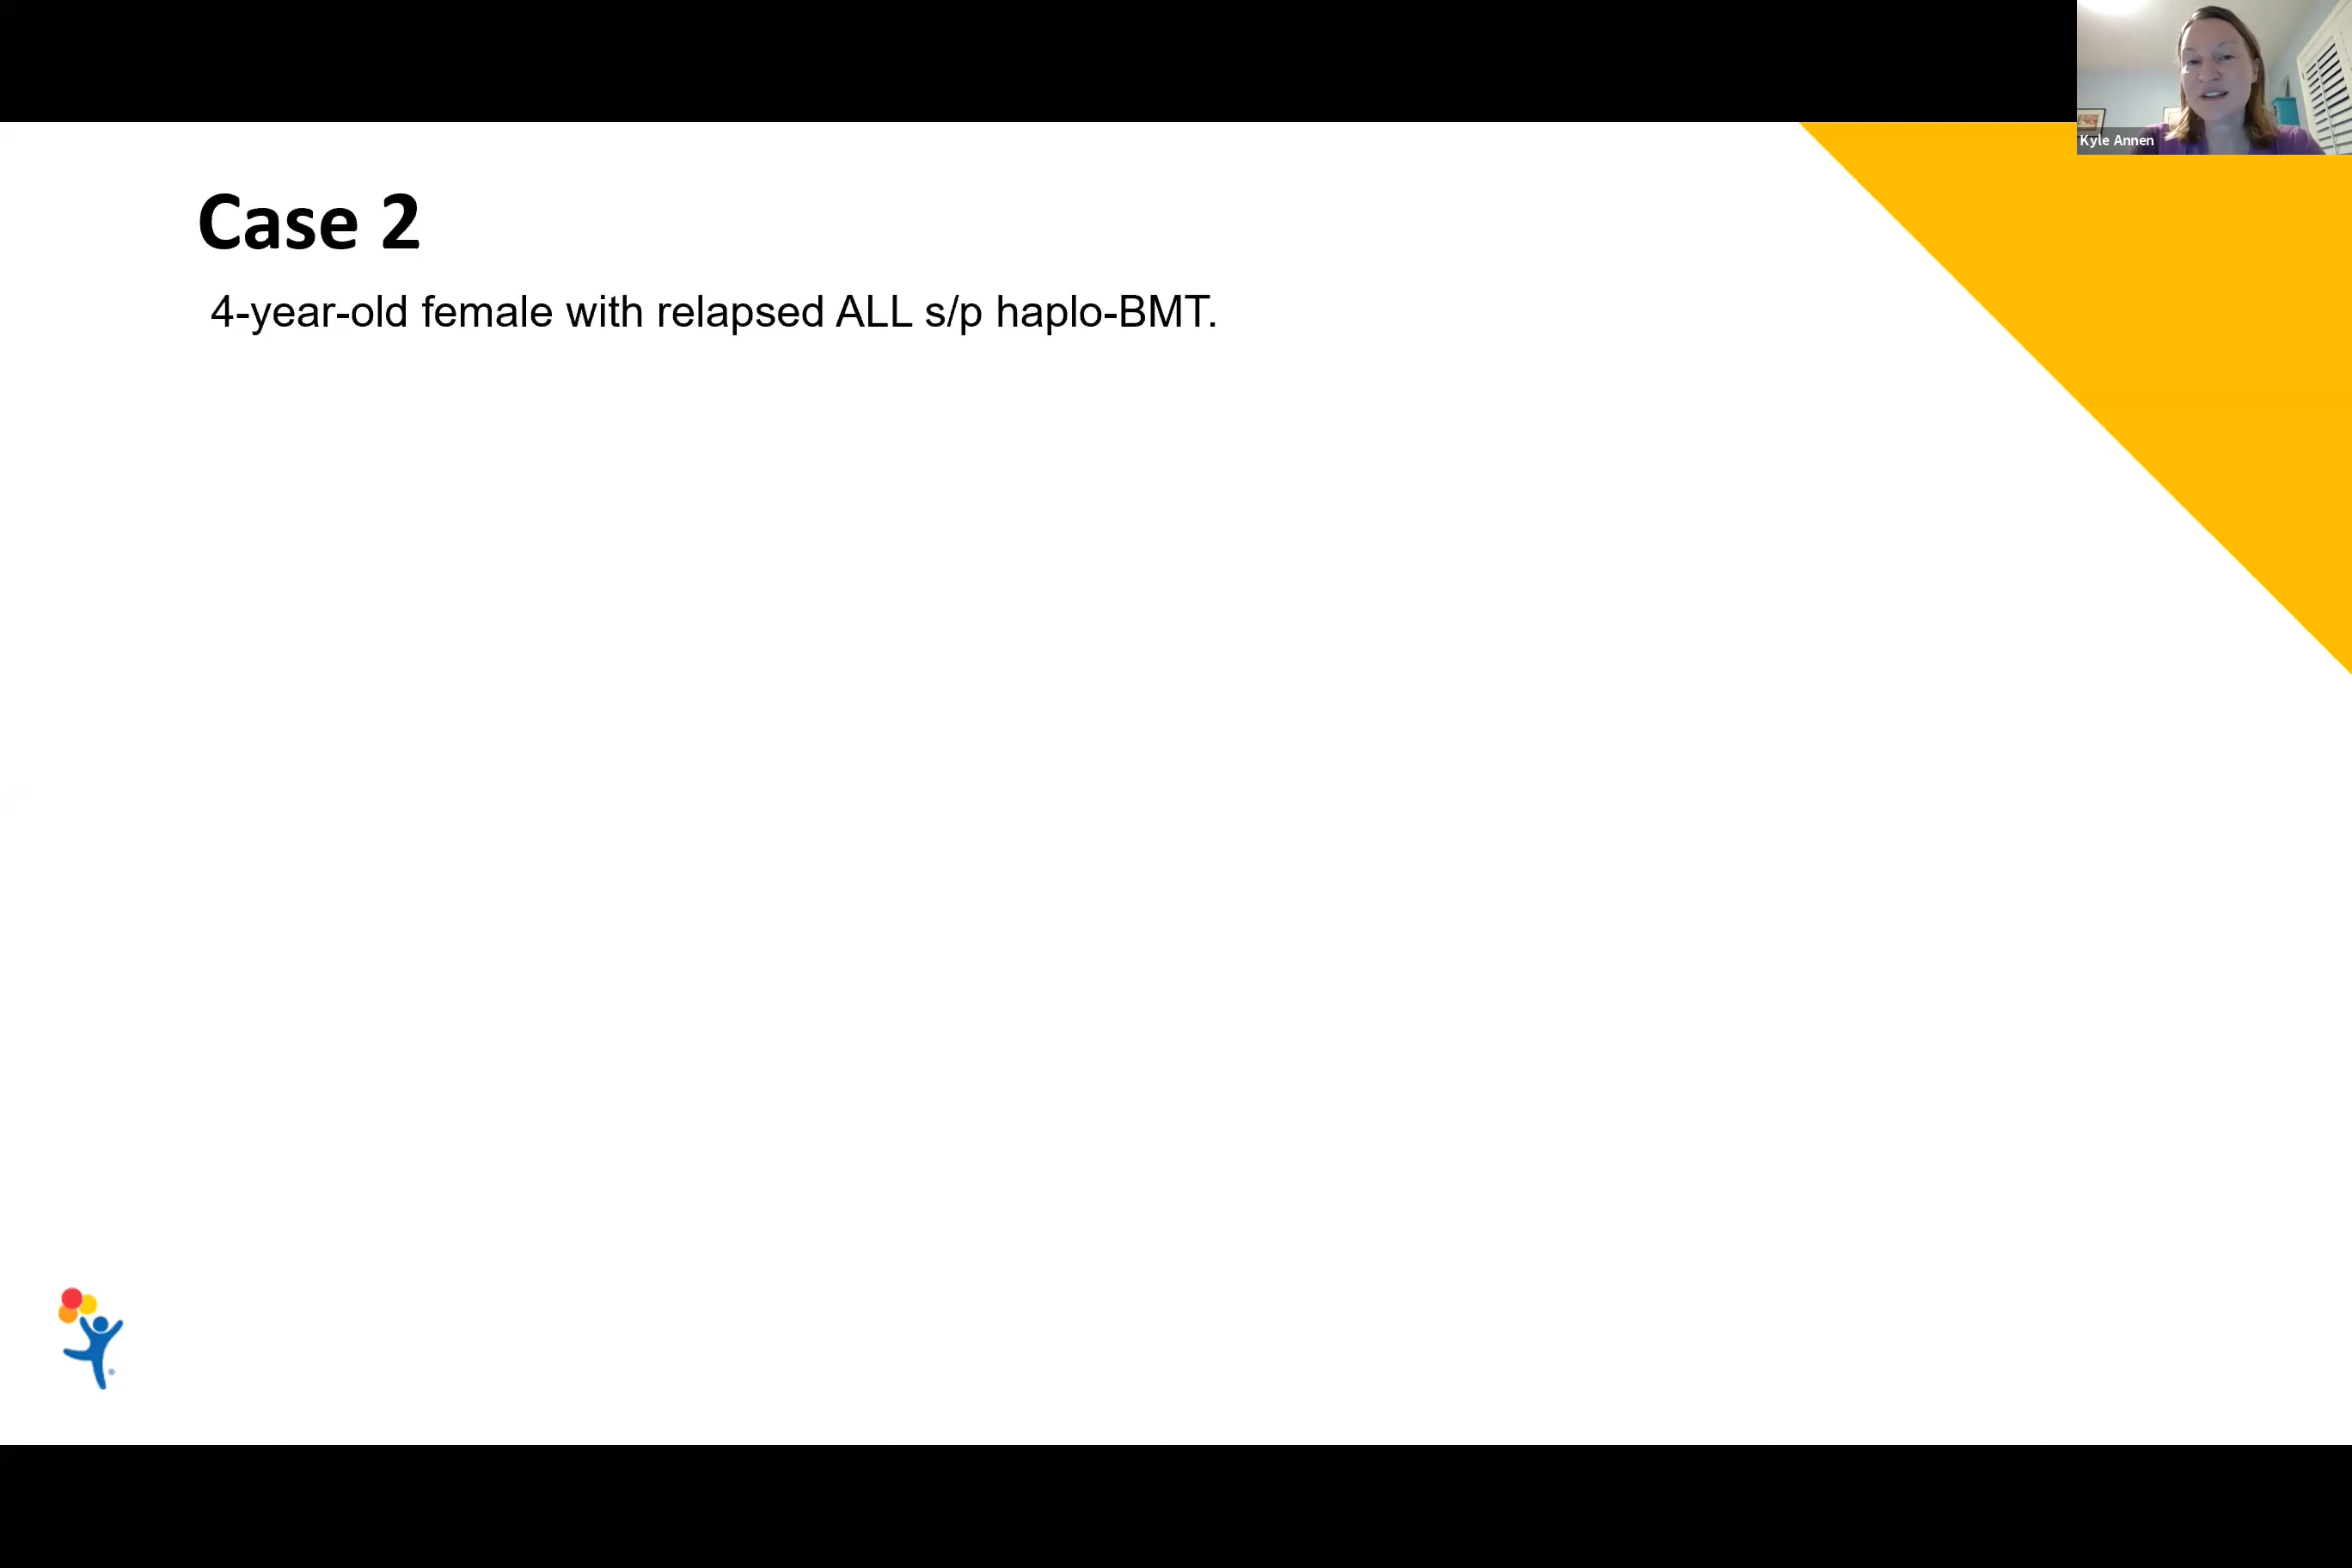 Kyle Annen
Case 2
4-year-old female with relapsed ALL s/p haplo-BMT.